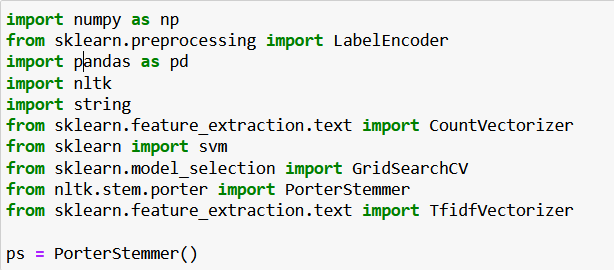 import numpy as np
from sklearn.preprocessing import LabelEncoder
import pandas as pd
import nltk
import string
from sklearn.feature_extraction.text import CountVectorizer
from sklearn import svm
from sklearn.model_selection import GridSearchCV
from nltk.stem.porter import PorterStemmer
from sklearn.feature_extraction.text import TfidfVectorizer
ps = PorterStemmer()